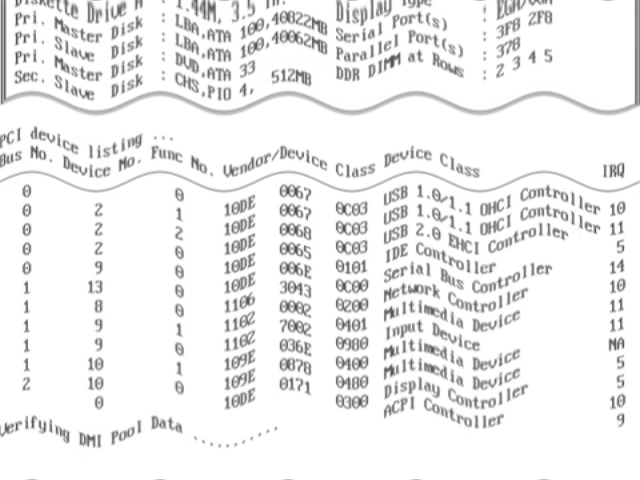 Diskette Drive A : 1.44M, 3.5 in. Display Type : EGA/VGA
Pri. Master Disk : LBA,ATA 100,40822MB Serial Port(s) : 3F8 2F8
Pri. Slave Disk : LBA,ATA 100,40062MB Parallel Port(s) : 378
Pri. Master Disk : DVD,ATA 33 DDR DIMM at Rows : 2 3 4 5
Sec. Slave Disk : CHS,PIO 4, 512MB
PCI device listing ...
Bus No. Device No. Func No. Vendor/Device Class Device Class IRQ
0 2 0 10DE 0067 0C03 USB 1.0/1.1 OHCI Controller 10
0 2 1 10DE 0067 0C03 USB 1.0/1.1 OHCI Controller 11
0 2 2 10DE 0068 0C03 USB 2.0 EHCI Controller 5
0 9 0 10DE 0065 0101 IDE Controller 14
0 13 0 10DE 006E 0C00 Serial Bus Controller 10
1 8 0 1106 3043 0200 Network Controller 11
1 9 0 1102 0002 0401 Multimedia Device 11
1 9 1 1102 7002 0980 Input Device NA
1 10 0 109E 036E 0400 Multimedia Device 5
1 10 1 109E 0878 0480 Multimedia Device 5
2 0 0 10DE 0171 0300 Display Controller 10
ACPI Controller 9
Verifying DMI Pool Data ..........